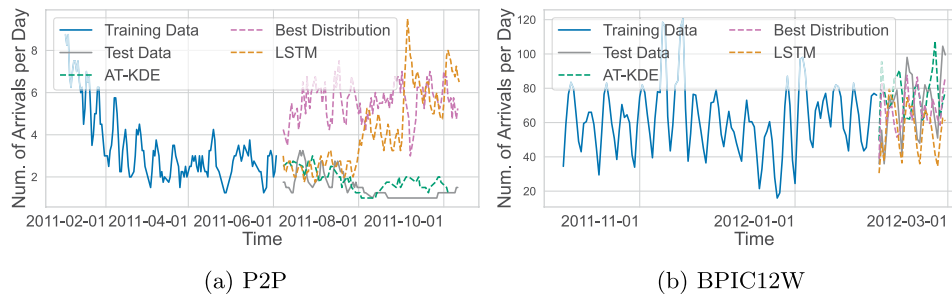 Num. of Arrivals per Day
8
6
4
2
Training Data
Test Data
AT-KDE
Best Distribution
LSTM
2011-02-01
2011-04-01
2011-06-01
2011-08-01
2011-10-01
Time
(a) P2P
Num. of Arrivals per Day
120
100
80
60
40
20
Training Data
Test Data
AT-KDE
Best Distribution
LSTM
2011-11-01
2012-01-01
2012-03-01
Time
(b) BPIC12W